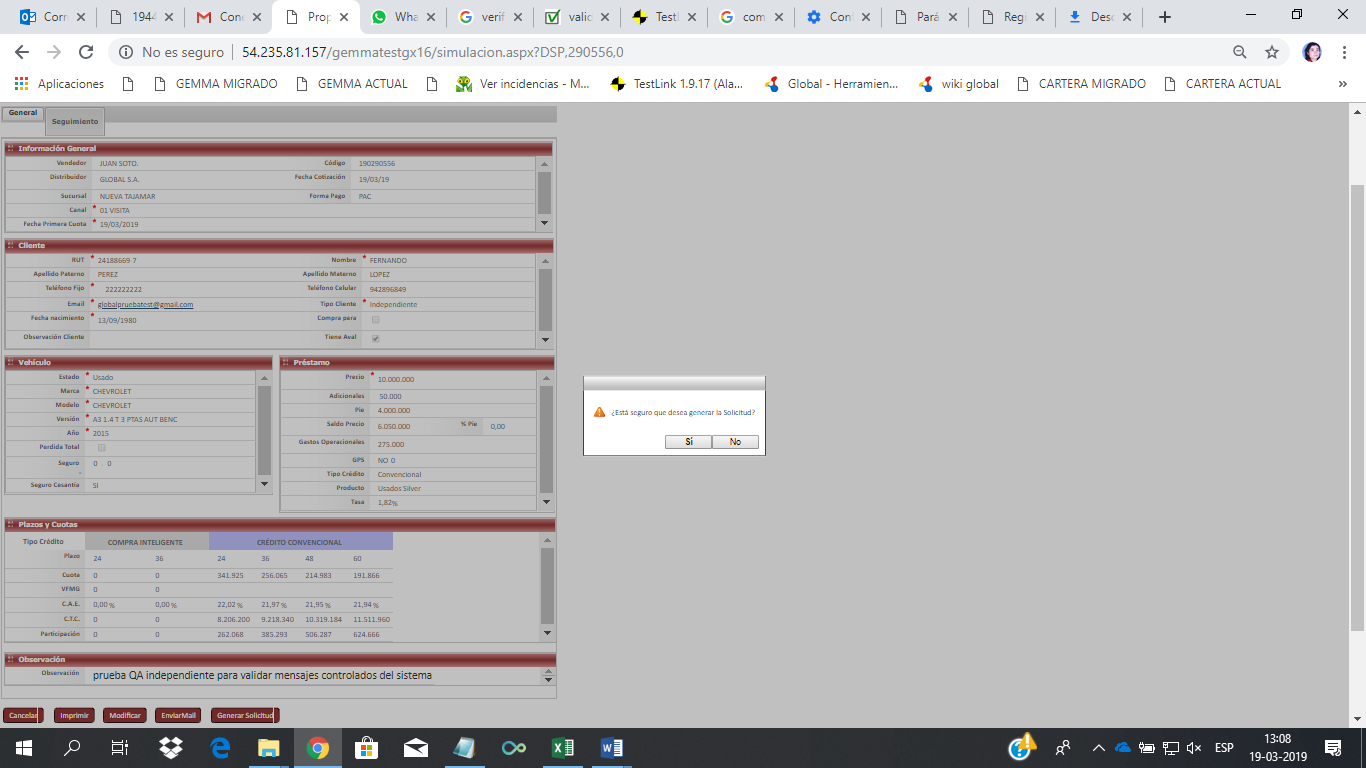 Corr
1944
Cone
Prop
Wha
verif
valid
Testl
com
Conf
Pará
Regi
Desc
No es seguro | 54.235.81.157/gemmatestgx16/simulacion.aspx?DSP,290556,0
Aplicaciones GEMMA MIGRADO GEMMA ACTUAL Ver incidencias - M... TestLink 1.9.17 (Ala... Global - Herramien... wiki global CARTERA MIGRADO CARTERA ACTUAL »
General Seguimiento
Información General
Vendedor JUAN SOTO. Código 190290556
Distribuidor GLOBAL S.A. Fecha Cotización 19/03/19
Sucursal NUEVA TAJAMAR Forma Pago PAC
Canal * 01 VISITA
Fecha Primera Cuota * 19/03/2019
Cliente
RUT * 24188669 7 Nombre * FERNANDO
Apellido Paterno PEREZ Apellido Materno LOPEZ
Teléfono Fijo * 222222222 Teléfono Celular 942896849
Email * globalpruebatest@gmail.com Tipo Cliente * Independiente
Fecha nacimiento * 13/09/1980 Compra para
Observación Cliente Tiene Aval
Vehículo
Estado * Usado
Marca * CHEVROLET
Modelo * CHEVROLET
Versión * A3 1.4 T 3 PTAS AUT BENC
Año * 2015
Perdida Total
Seguro 0 - 0
Seguro Cesantía SI
Préstamo
Precio * 10.000.000
Adicionales 50.000
Pie 4.000.000
Saldo Precio 6.050.000 % Pie 0,00
Gastos Operacionales 275.000
GPS NO 0
Tipo Crédito Convencional
Producto Usados Silver
Tasa 1,82%
¿Está seguro que desea generar la Solicitud?
Sí No
Plazos y Cuotas
Tipo Crédito COMPRA INTELIGENTE CRÉDITO CONVENCIONAL
Plazo 24 36 24 36 48 60
Cuota 0 0 341.925 256.065 214.983 191.866
VFMG 0 0
C.A.E. 0,00 % 0,00 % 22,02 % 21,97 % 21,95 % 21,94 %
C.T.C. 0 0 8.206.200 9.218.340 10.319.184 11.511.960
Participación 0 0 262.068 385.293 506.287 624.666
Observación
Observación prueba QA independiente para validar mensajes controlados del sistema
Cancelar Imprimir Modificar EnviarMail Generar Solicitud
ESP
13:08
19-03-2019